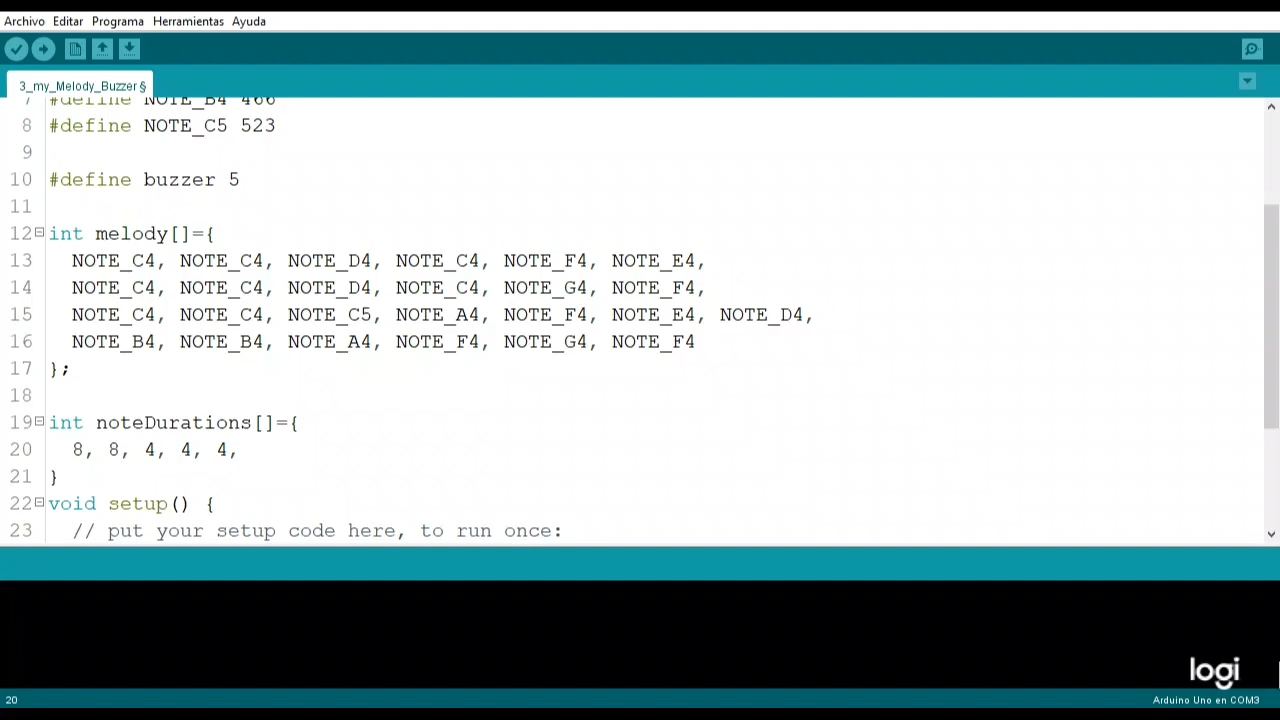 Archivo Editar Programa Herramientas Ayuda
3_my_Melody_Buzzer §
7 #define NOTE_B4 466
8 #define NOTE_C5 523
9
10 #define buzzer 5
11
12 int melody[]={
13 NOTE_C4, NOTE_C4, NOTE_D4, NOTE_C4, NOTE_F4, NOTE_E4,
14 NOTE_C4, NOTE_C4, NOTE_D4, NOTE_C4, NOTE_G4, NOTE_F4,
15 NOTE_C4, NOTE_C4, NOTE_C5, NOTE_A4, NOTE_F4, NOTE_E4, NOTE_D4,
16 NOTE_B4, NOTE_B4, NOTE_A4, NOTE_F4, NOTE_G4, NOTE_F4
17 };
18
19 int noteDurations[]={
20 8, 8, 4, 4, 4,
21 }
22 void setup() {
23 // put your setup code here, to run once:
logi
20 Arduino Uno en COM3